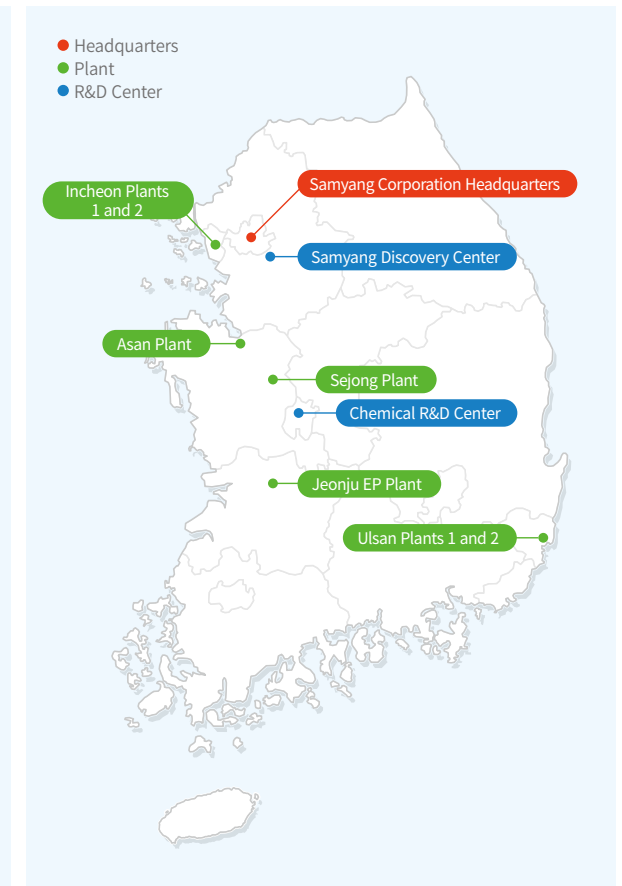 Headquarters
Plant
R&D Center
Incheon Plants
1 and 2
Samyang Corporation Headquarters
Samyang Discovery Center
Asan Plant
Sejong Plant
Chemical R&D Center
Jeonju EP Plant
Ulsan Plants 1 and 2